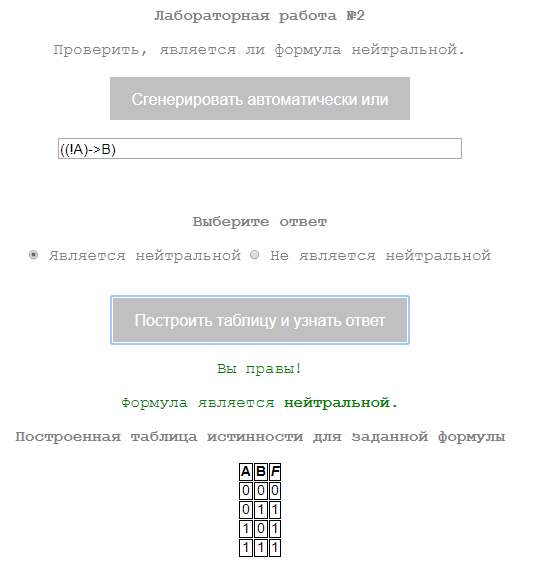 Лабораторная работа №2
Проверить, является ли формула нейтральной.
Сгенерировать автоматически или
((!A)->B)
Выберите ответ
Является нейтральной Не является нейтральной
Построить таблицу и узнать ответ
Вы правы!
Формула является нейтральной.
Построенная таблица истинности для заданной формулы
A B F
0 0 0
0 1 1
1 0 1
1 1 1